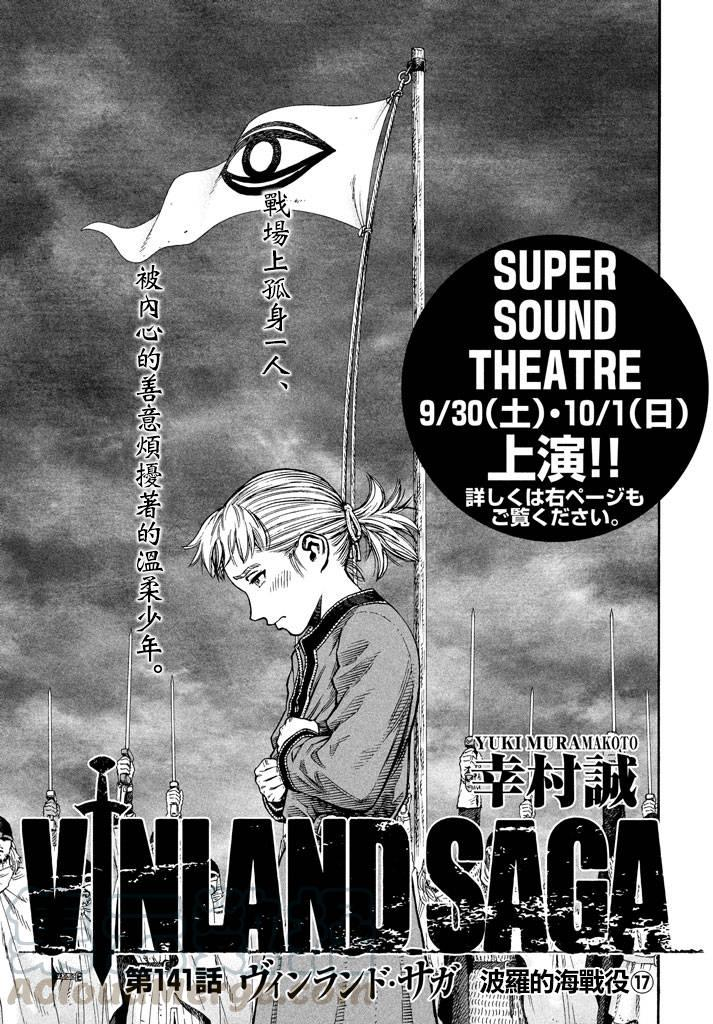 戰場上孤身一人、
被內心的善意煩擾著的溫柔少年。
SUPER
SOUND
THEATRE
9/30(土)・10/1(日)
上演!!
詳しくは右ページも
ご覧ください。
YUKIMURA MAKOTO
幸村誠
VINLAND SAGA
第141話 ヴィンランド・サガ 波羅的海戰役⑰